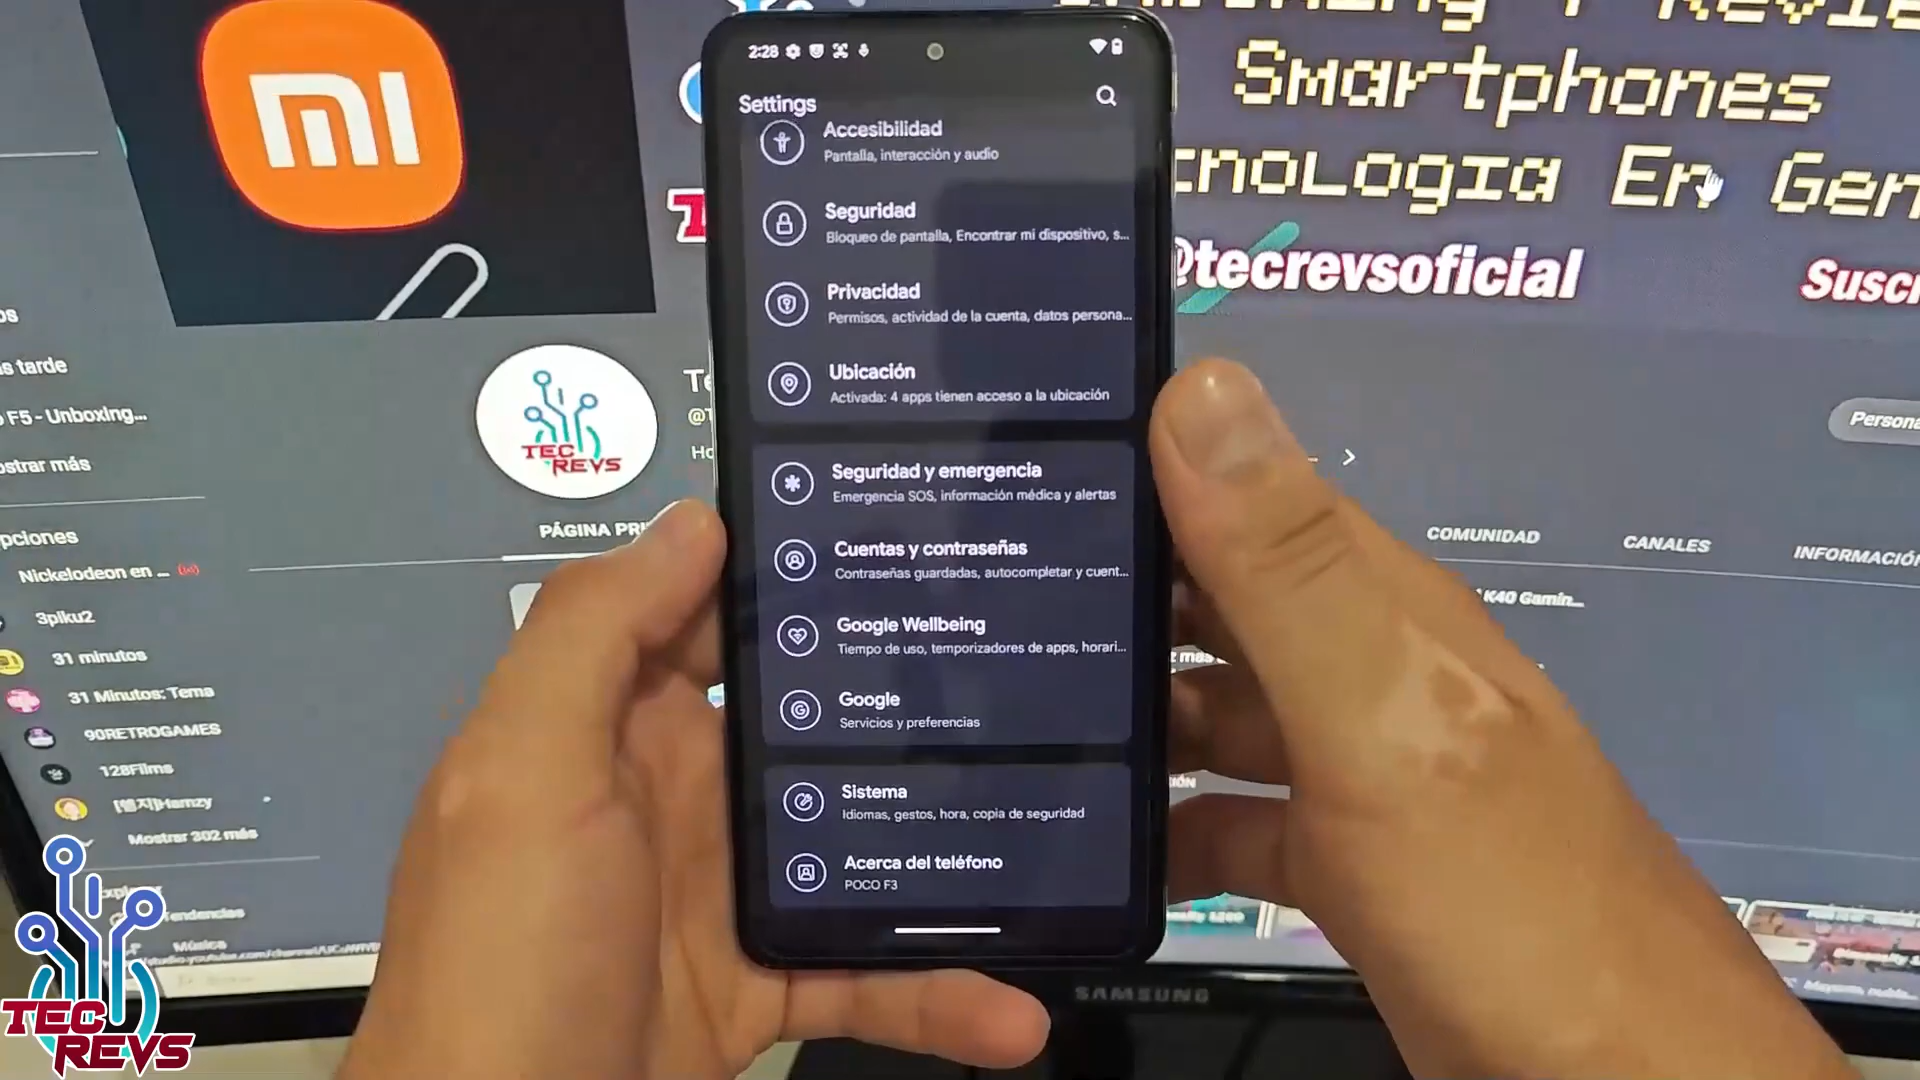 2:28
Settings
Accesibilidad
Pantalla, interacción y audio
Seguridad
Bloqueo de pantalla, Encontrar mi dispositivo, s...
Privacidad
Permisos, actividad de la cuenta, datos persona...
Ubicación
Activada: 4 apps tienen acceso a la ubicación
Seguridad y emergencia
Emergencia SOS, información médica y alertas
Cuentas y contraseñas
Contraseñas guardadas, autocompletar y cuent...
Google Wellbeing
Tiempo de uso, temporizadores de apps, horari...
Google
Servicios y preferencias
Sistema
Idiomas, gestos, hora, copia de seguridad
Acerca del teléfono
POCO F3
Smartphones
cnologIa En Gen
@tecrevsoficial
Suscr
Persona
COMUNIDAD
CANALES
INFORMACIÓN
K40 Gamin...
s tarde
o F5 - Unboxing...
ostrar más
TEC
REVS
PÁGINA PRI
pciones
Nickelodeon en ...
3piku2
31 minutos
31 Minutos: Tema
90RETROGAMES
128Films
Hamzy
Mostrar 302 más
Tendencias
Música
SAMSUNG
TEC
REVS